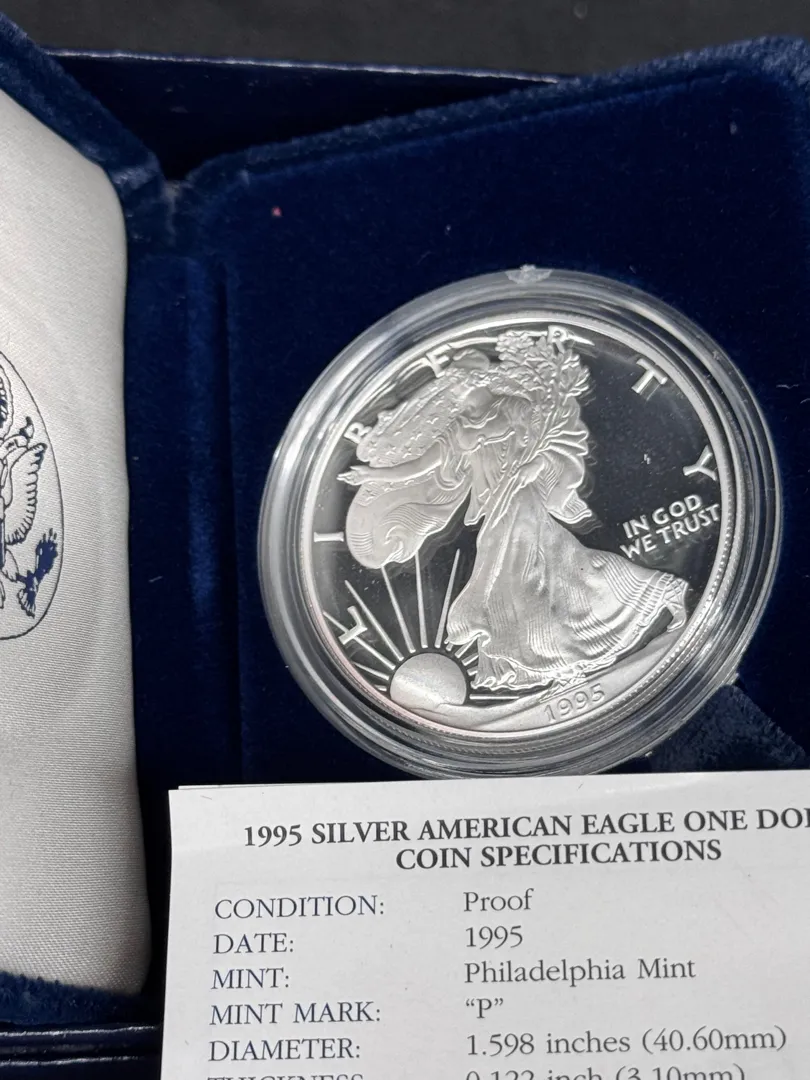 LIBERTY
IN GOD
WE TRUST
1995
1995 SILVER AMERICAN EAGLE ONE
COIN SPECIFICATIONS
CONDITION: Proof
DATE: 1995
MINT: Philadelphia Mint
MINT MARK: “P”
DIAMETER: 1.598 inches (40.60mm)